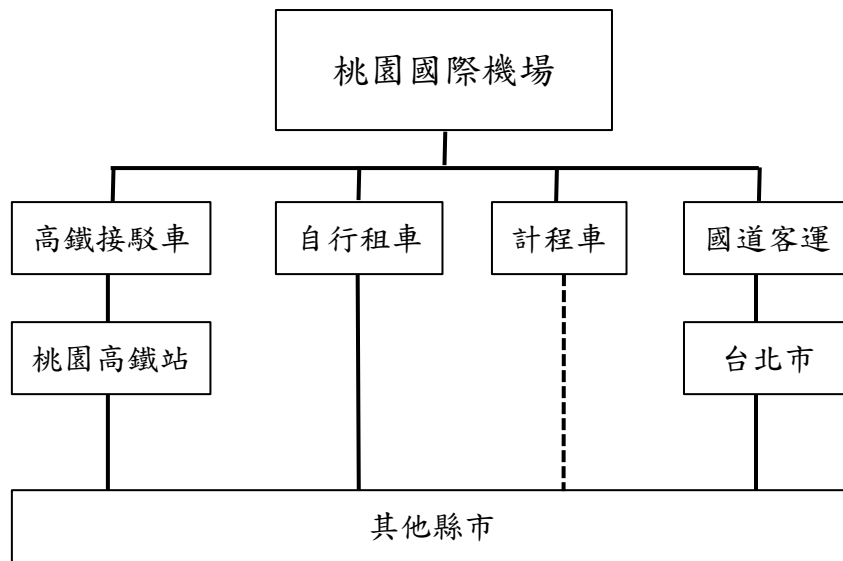 桃園國際機場
高鐵接駁車
自行租車
計程車
國道客運
桃園高鐵站
台北市
其他縣市